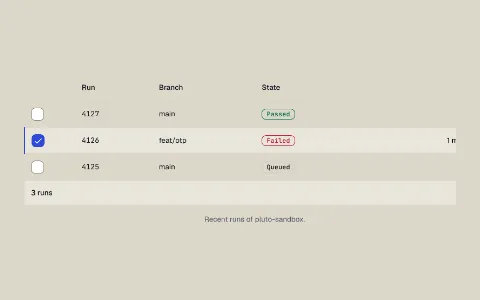 Run Branch State
4127 main Passed
4126 feat/otp Failed 1 m
4125 main Queued
3 runs
Recent runs of pluto-sandbox.